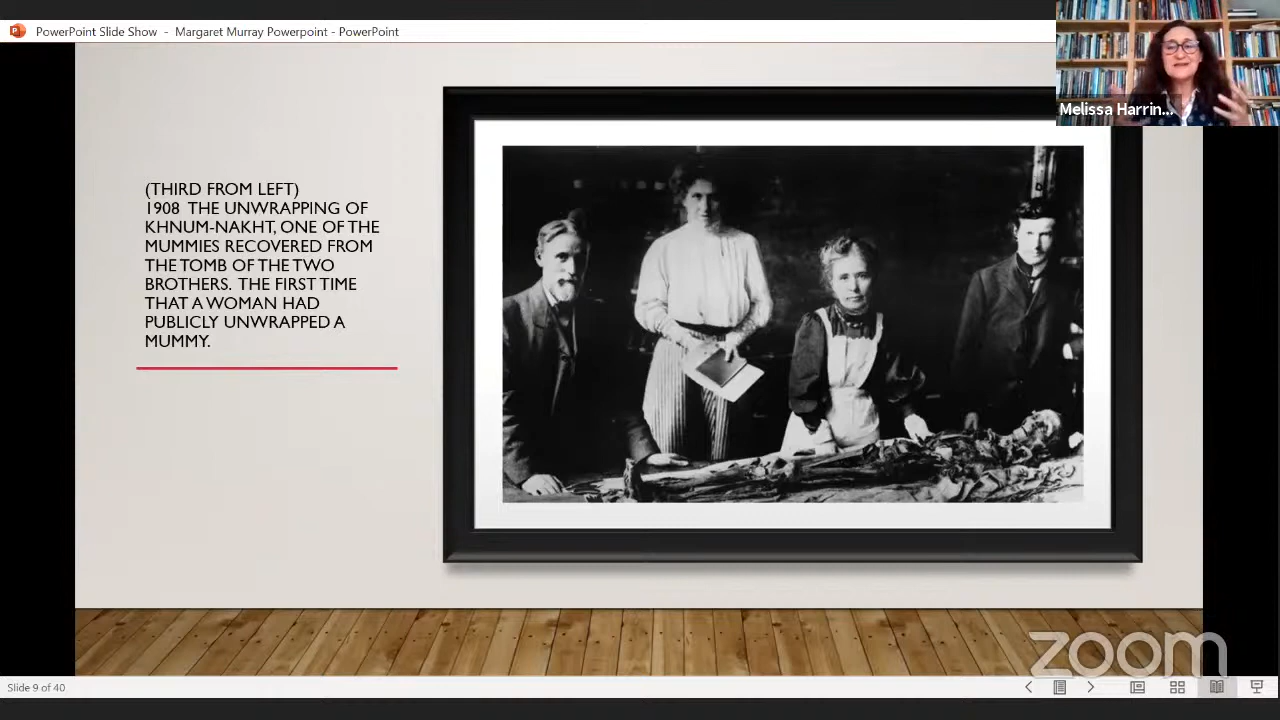 PowerPoint Slide Show - Margaret Murray Powerpoint - PowerPoint
Melissa Harrin...
(THIRD FROM LEFT)
1908 THE UNWRAPPING OF
KHNUM-NAKHT, ONE OF THE
MUMMIES RECOVERED FROM
THE TOMB OF THE TWO
BROTHERS. THE FIRST TIME
THAT A WOMAN HAD
PUBLICLY UNWRAPPED A
MUMMY.
zoom
Slide 9 of 40